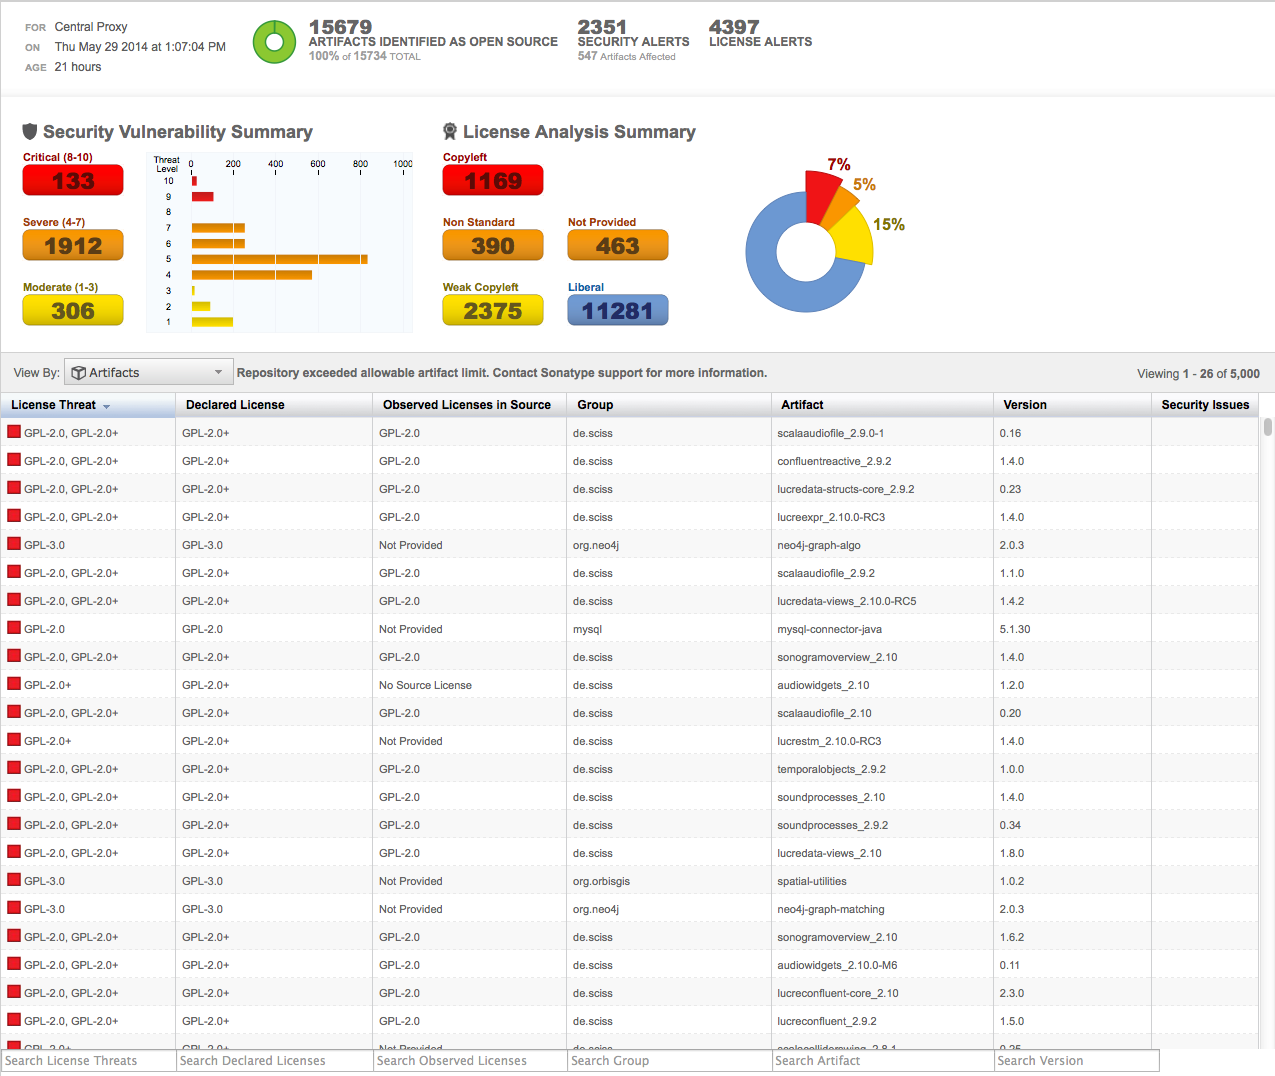 FOR Central Proxy
ON Thu May 29 2014 at 1:07:04 PM
AGE 21 hours
15679
ARTIFACTS IDENTIFIED AS OPEN SOURCE
100% of 15734 TOTAL
2351
SECURITY ALERTS
547 Artifacts Affected
4397
LICENSE ALERTS
Security Vulnerability Summary
Critical (8-10)
133
Severe (4-7)
1912
Moderate (1-3)
306
Threat Level 0 200 400 600 800 1000
10
9
8
7
6
5
4
3
2
1
License Analysis Summary
Copyleft
1169
Non Standard Not Provided
390 463
Weak Copyleft Liberal
2375 11281
7%
5%
15%
View By: Artifacts Repository exceeded allowable artifact limit. Contact Sonatype support for more information. Viewing 1 - 26 of 5,000
License Threat Declared License Observed Licenses in Source Group Artifact Version Security Issues
GPL-2.0, GPL-2.0+ GPL-2.0+ GPL-2.0 de.sciss scalaaudiofile_2.9.0-1 0.16
GPL-2.0, GPL-2.0+ GPL-2.0+ GPL-2.0 de.sciss confluentreactive_2.9.2 1.4.0
GPL-2.0, GPL-2.0+ GPL-2.0+ GPL-2.0 de.sciss lucredata-structs-core_2.9.2 0.23
GPL-2.0, GPL-2.0+ GPL-2.0+ GPL-2.0 de.sciss lucreexpr_2.10.0-RC3 1.4.0
GPL-3.0 GPL-3.0 Not Provided org.neo4j neo4j-graph-algo 2.0.3
GPL-2.0, GPL-2.0+ GPL-2.0+ GPL-2.0 de.sciss scalaaudiofile_2.9.2 1.1.0
GPL-2.0, GPL-2.0+ GPL-2.0+ GPL-2.0 de.sciss lucredata-views_2.10.0-RC5 1.4.2
GPL-2.0 GPL-2.0 Not Provided mysql mysql-connector-java 5.1.30
GPL-2.0, GPL-2.0+ GPL-2.0+ GPL-2.0 de.sciss sonogramoverview_2.10 1.4.0
GPL-2.0+ GPL-2.0+ No Source License de.sciss audiowidgets_2.10 1.2.0
GPL-2.0, GPL-2.0+ GPL-2.0+ GPL-2.0 de.sciss scalaaudiofile_2.10 0.20
GPL-2.0+ GPL-2.0+ Not Provided de.sciss lucrestm_2.10.0-RC3 1.4.0
GPL-2.0, GPL-2.0+ GPL-2.0+ GPL-2.0 de.sciss temporalobjects_2.9.2 1.0.0
GPL-2.0, GPL-2.0+ GPL-2.0+ GPL-2.0 de.sciss soundprocesses_2.10 1.4.0
GPL-2.0, GPL-2.0+ GPL-2.0+ GPL-2.0 de.sciss soundprocesses_2.9.2 0.34
GPL-2.0, GPL-2.0+ GPL-2.0+ GPL-2.0 de.sciss lucredata-views_2.10 1.8.0
GPL-3.0 GPL-3.0 Not Provided org.orbisgis spatial-utilities 1.0.2
GPL-3.0 GPL-3.0 Not Provided org.neo4j neo4j-graph-matching 2.0.3
GPL-2.0, GPL-2.0+ GPL-2.0+ GPL-2.0 de.sciss sonogramoverview_2.10 1.6.2
GPL-2.0, GPL-2.0+ GPL-2.0+ GPL-2.0 de.sciss audiowidgets_2.10.0-M6 0.11
GPL-2.0, GPL-2.0+ GPL-2.0+ GPL-2.0 de.sciss lucreconfluent-core_2.10 2.3.0
GPL-2.0, GPL-2.0+ GPL-2.0+ GPL-2.0 de.sciss lucreconfluent_2.9.2 1.5.0
GPL-2.0+ GPL-2.0+ Not Provided de.sciss scalacolliderswing_2.8.1 0.25
Search License Threats Search Declared Licenses Search Observed Licenses Search Group Search Artifact Search Version